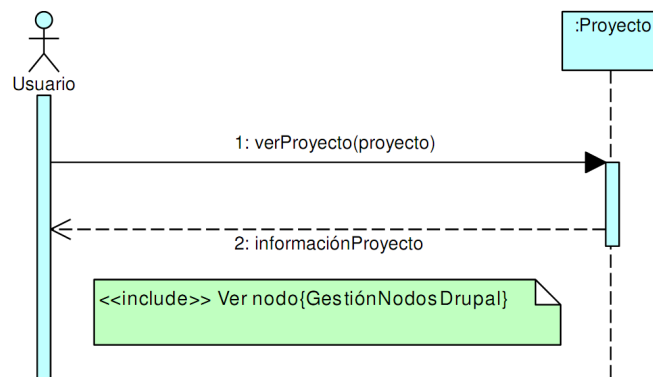 :Proyecto
Usuario
1: verProyecto(proyecto)
2: informaciónProyecto
<<include>> Ver nodo{GestiónNodosDrupal}